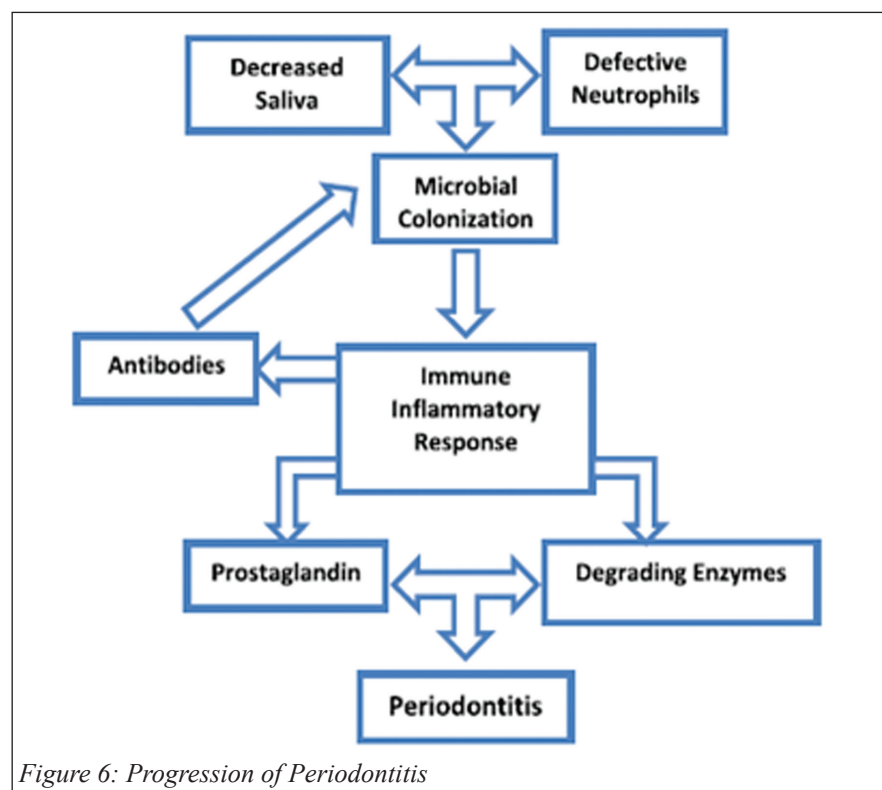 Decreased
Saliva
Defective
Neutrophils
Microbial
Colonization
Antibodies
Immune
Inflammatory
Response
Prostaglandin
Degrading Enzymes
Periodontitis
Figure 6: Progression of Periodontitis